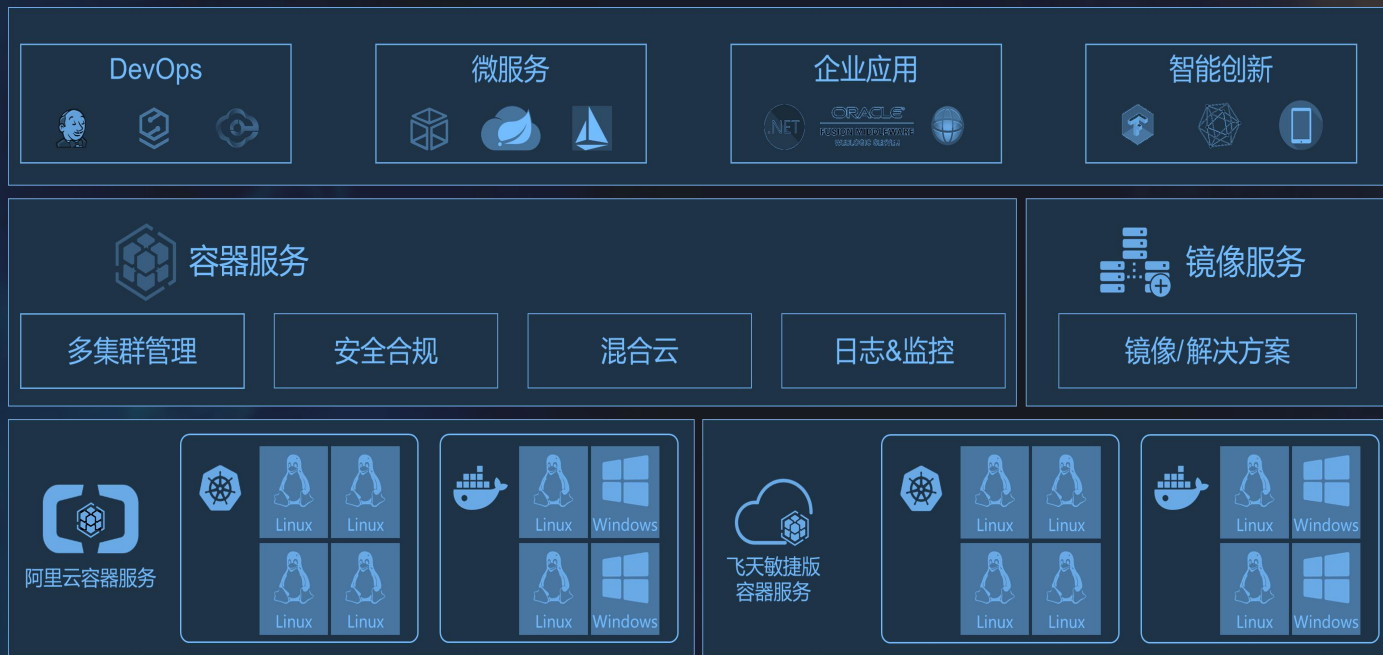 DevOps
微服务
企业应用
智能创新
.NET
ORACLE
FUSION MIDDLEWARE
WEBLOGIC SERVER
容器服务
镜像服务
多集群管理
安全合规
混合云
日志&监控
镜像/解决方案
阿里云容器服务
Linux
Linux
Linux
Linux
Linux
Windows
Linux
Windows
飞天敏捷版
容器服务
Linux
Linux
Linux
Linux
Linux
Windows
Linux
Windows